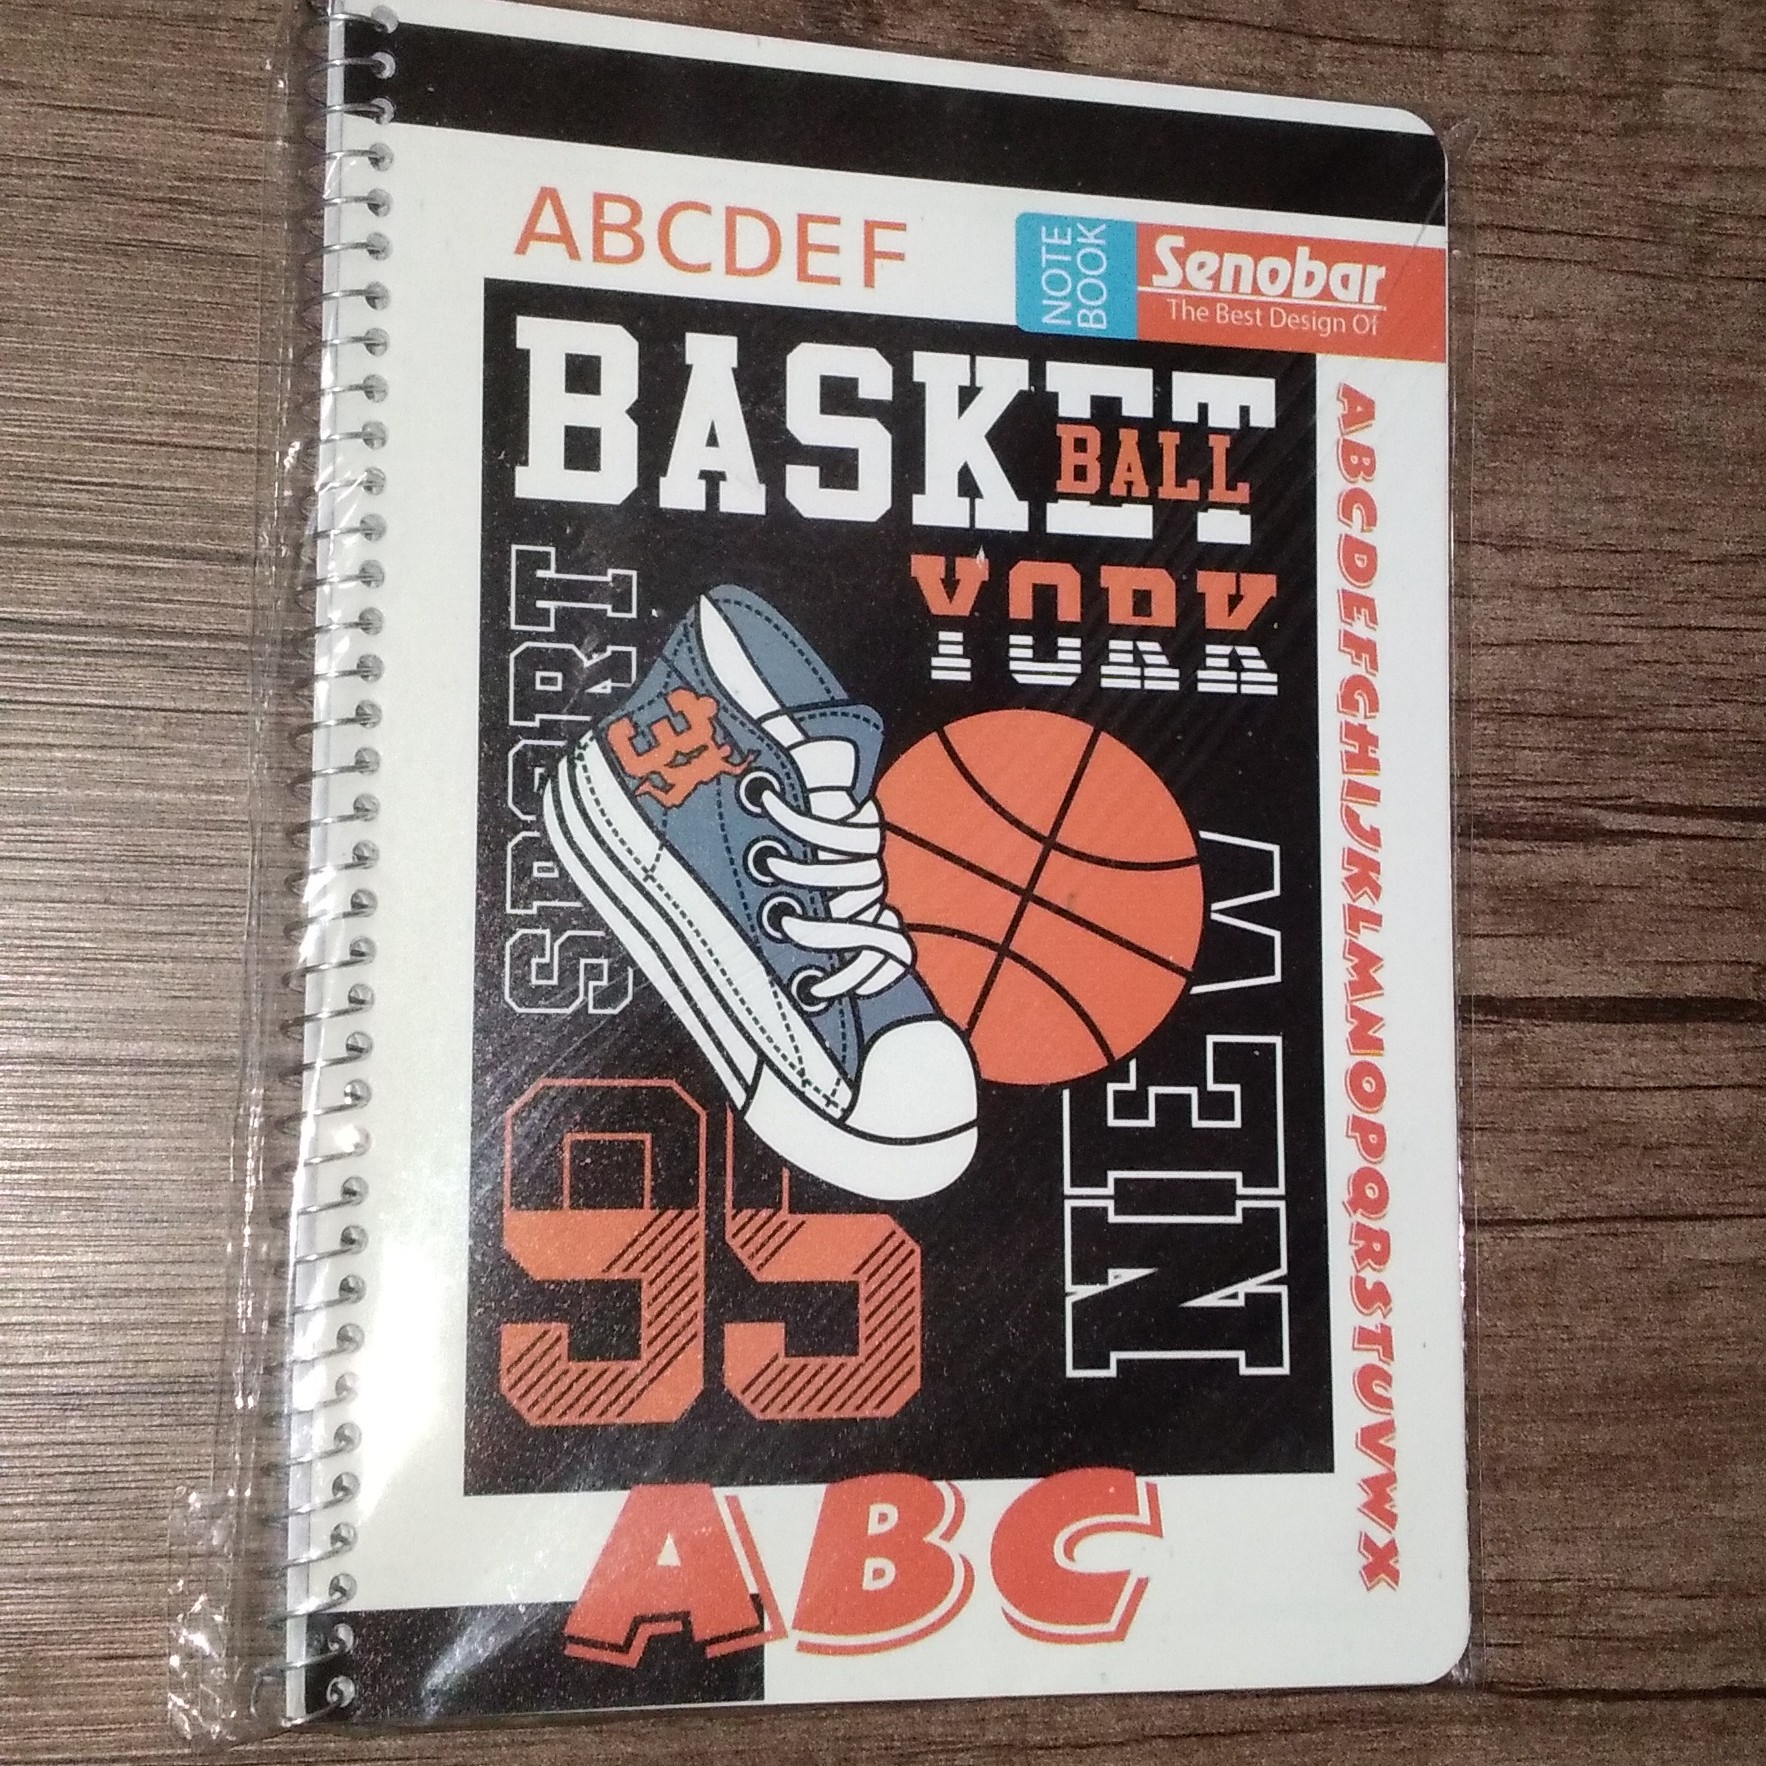 ABCDEF
NOTE
BOOK
Senobar
The Best Design Of
BASKET
BALL
YORK
SPORT
NEW
95
ABC
ABCDEFGHIJKLMNOPQRSTUVWX